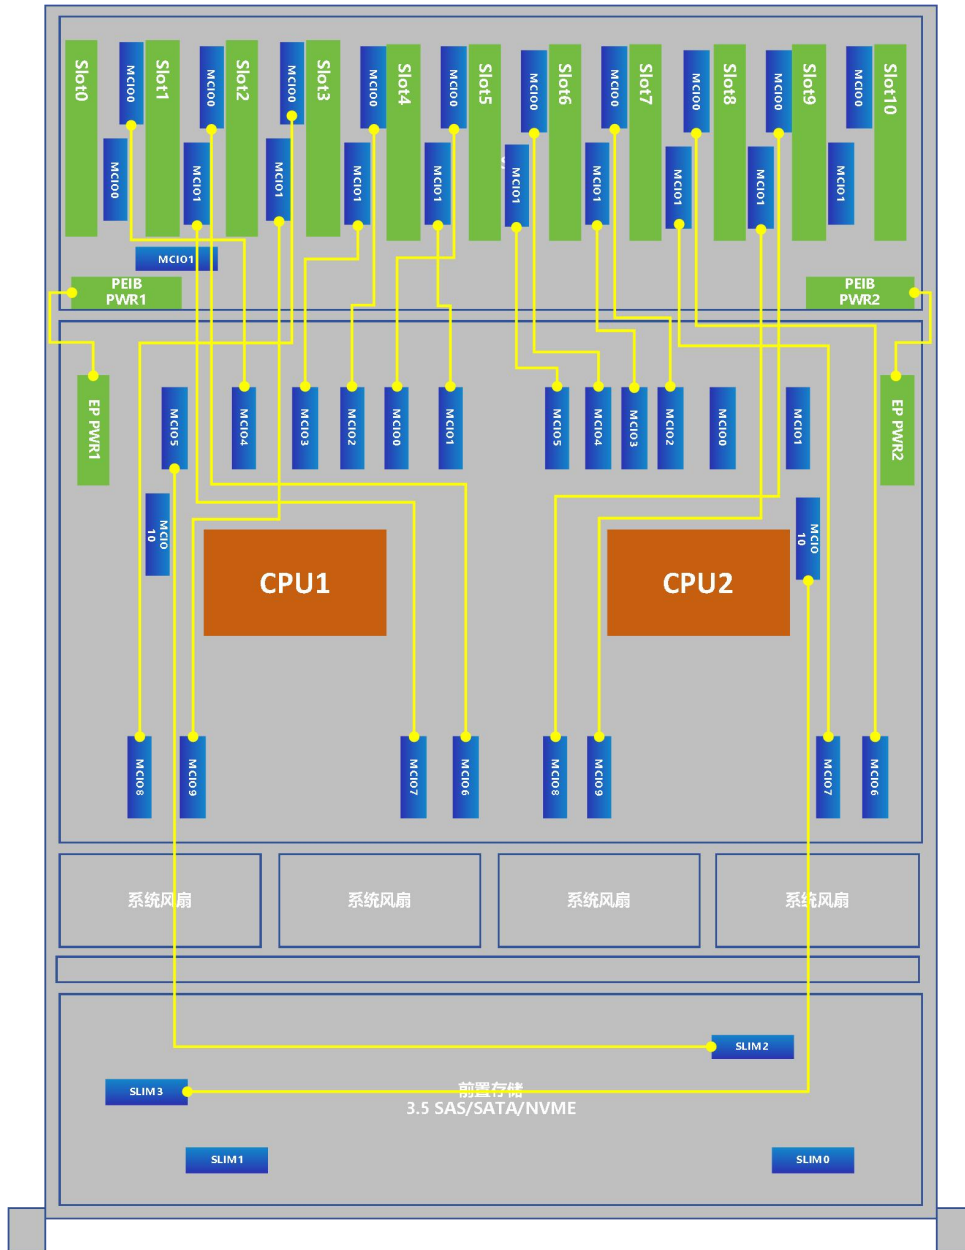 Slot0
MCIO0
Slot1
MCIO0
Slot2
MCIO0
Slot3
MCIO0
Slot4
MCIO0
Slot5
MCIO0
Slot6
MCIO0
Slot7
MCIO0
Slot8
MCIO0
Slot9
MCIO0
Slot10
MCIO0
MCIO1
MCIO1
MCIO1
MCIO1
MCIO1
MCIO1
MCIO1
MCIO1
MCIO1
MCIO1
PEIB
PWR1
PEIB
PWR2
EP PWR1
MCIO5
MCIO4
MCIO3
MCIO2
MCIO0
MCIO1
MCIO5
MCIO4
MCIO3
MCIO2
MCIO0
MCIO1
EP PWR2
MCIO
10
MCIO
10
CPU1
CPU2
MCIO8
MCIO9
MCIO7
MCIO6
MCIO8
MCIO9
MCIO7
MCIO6
系统风扇
系统风扇
系统风扇
系统风扇
SLIM2
SLIM3
前置存储
3.5 SAS/SATA/NVME
SLIM1
SLIM0